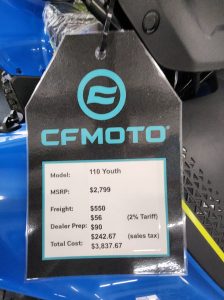 CFMOTO
Model: 110 Youth
MSRP: $2,799
Freight: $550
$56 (2% Tariff)
Dealer Prep: $90
$242.67 (sales tax)
Total Cost: $3,837.67